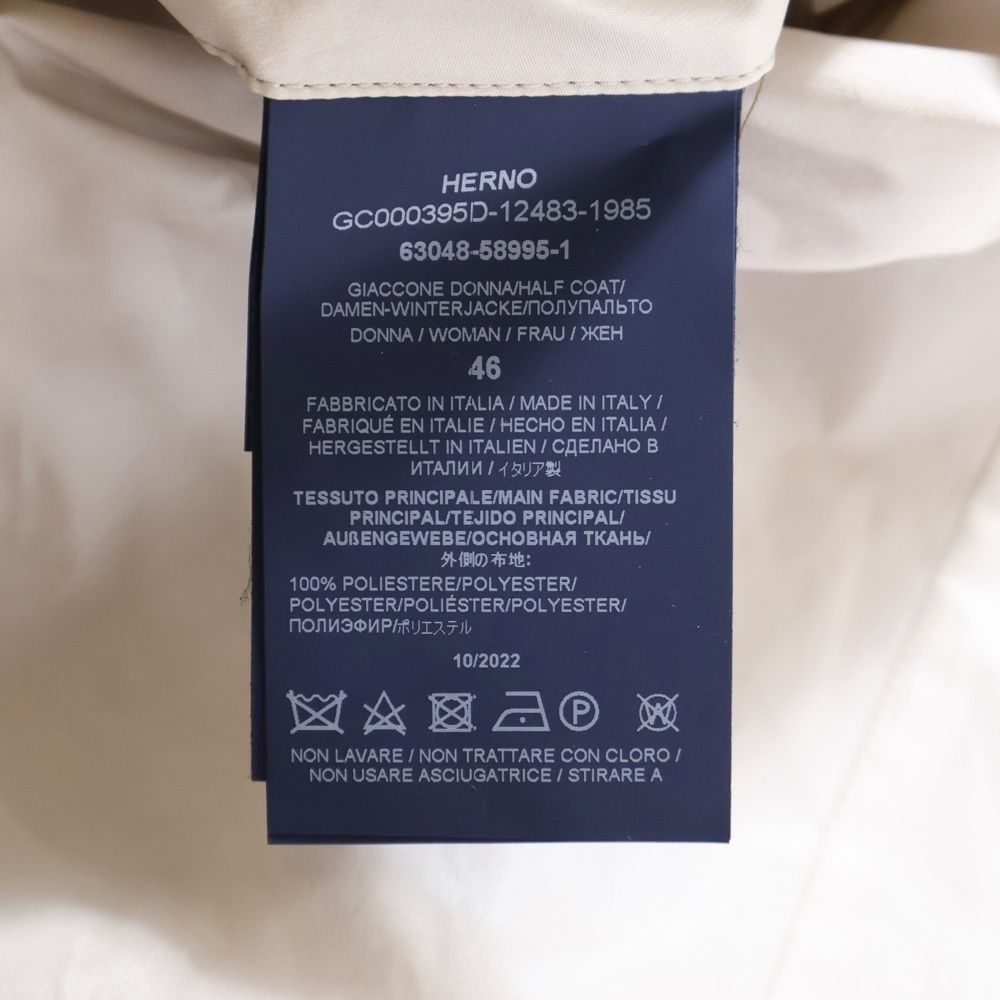 HERNO
GC000395D-12483-1985
63048-58995-1
GIACCONE DONNA/HALF COAT/
DAMEN-WINTERJACKE/ПОЛУПАЛЬТО
DONNA / WOMAN / FRAU / ЖЕН
46
FABBRICATO IN ITALIA / MADE IN ITALY /
FABRIQUÉ EN ITALIE / HECHO EN ITALIA /
HERGESTELLT IN ITALIEN / СДЕЛАНО В
ИТАЛИИ / イタリア製
TESSUTO PRINCIPALE/MAIN FABRIC/TISSU
PRINCIPAL/TEJIDO PRINCIPAL/
AUßENGEWEBE/ОСНОВНАЯ ТКАНЬ/
外側の布地:
100% POLIESTERE/POLYESTER/
POLYESTER/POLIÉSTER/POLYESTER/
ПОЛИЭФИР/ポリエステル
10/2022
P W
NON LAVARE / NON TRATTARE CON CLORO /
NON USARE ASCIUGATRICE / STIRARE A